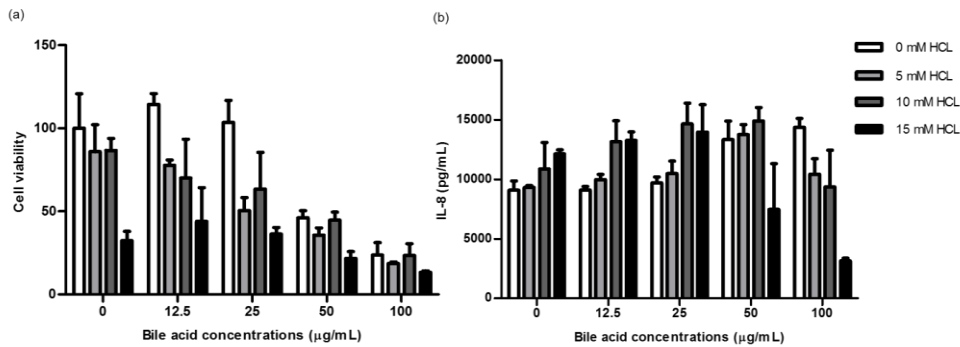 (a)
150
100
50
0
Cell viability
0 12.5 25 50 100
Bile acid concentrations (µg/mL)
(b)
20000
15000
10000
5000
0
IL-8 (pg/mL)
0 12.5 25 50 100
Bile acid concentrations (µg/mL)
0 mM HCL
5 mM HCL
10 mM HCL
15 mM HCL